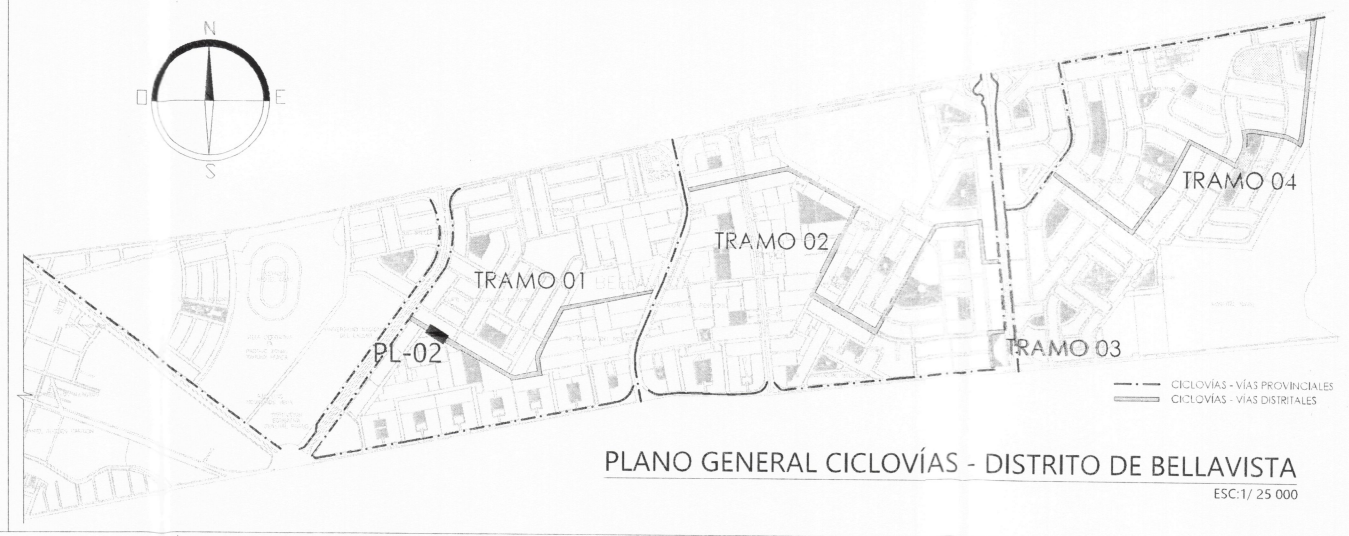 N
O E
S
TRAMO 04
TRAMO 02
TRAMO 01
BELLAVISTA
PL-02
TRAMO 03
CICLOVÍAS - VÍAS PROVINCIALES
CICLOVÍAS - VÍAS DISTRITALES
PLANO GENERAL CICLOVÍAS - DISTRITO DE BELLAVISTA
ESC:1/ 25 000